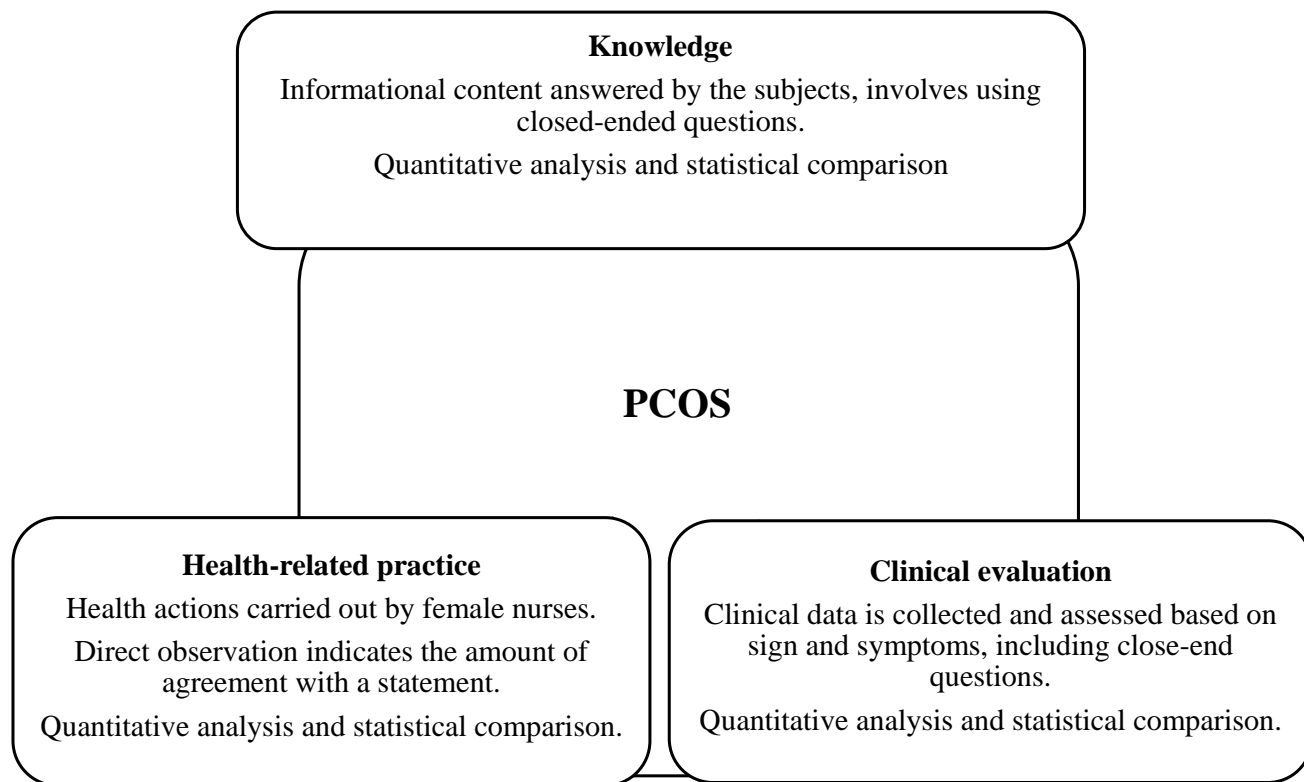 Knowledge
Informational content answered by the subjects, involves using
closed-ended questions.
Quantitative analysis and statistical comparison
PCOS
Health-related practice
Health actions carried out by female nurses.
Direct observation indicates the amount of
agreement with a statement.
Quantitative analysis and statistical comparison.
Clinical evaluation
Clinical data is collected and assessed based on
sign and symptoms, including close-end
questions.
Quantitative analysis and statistical comparison.